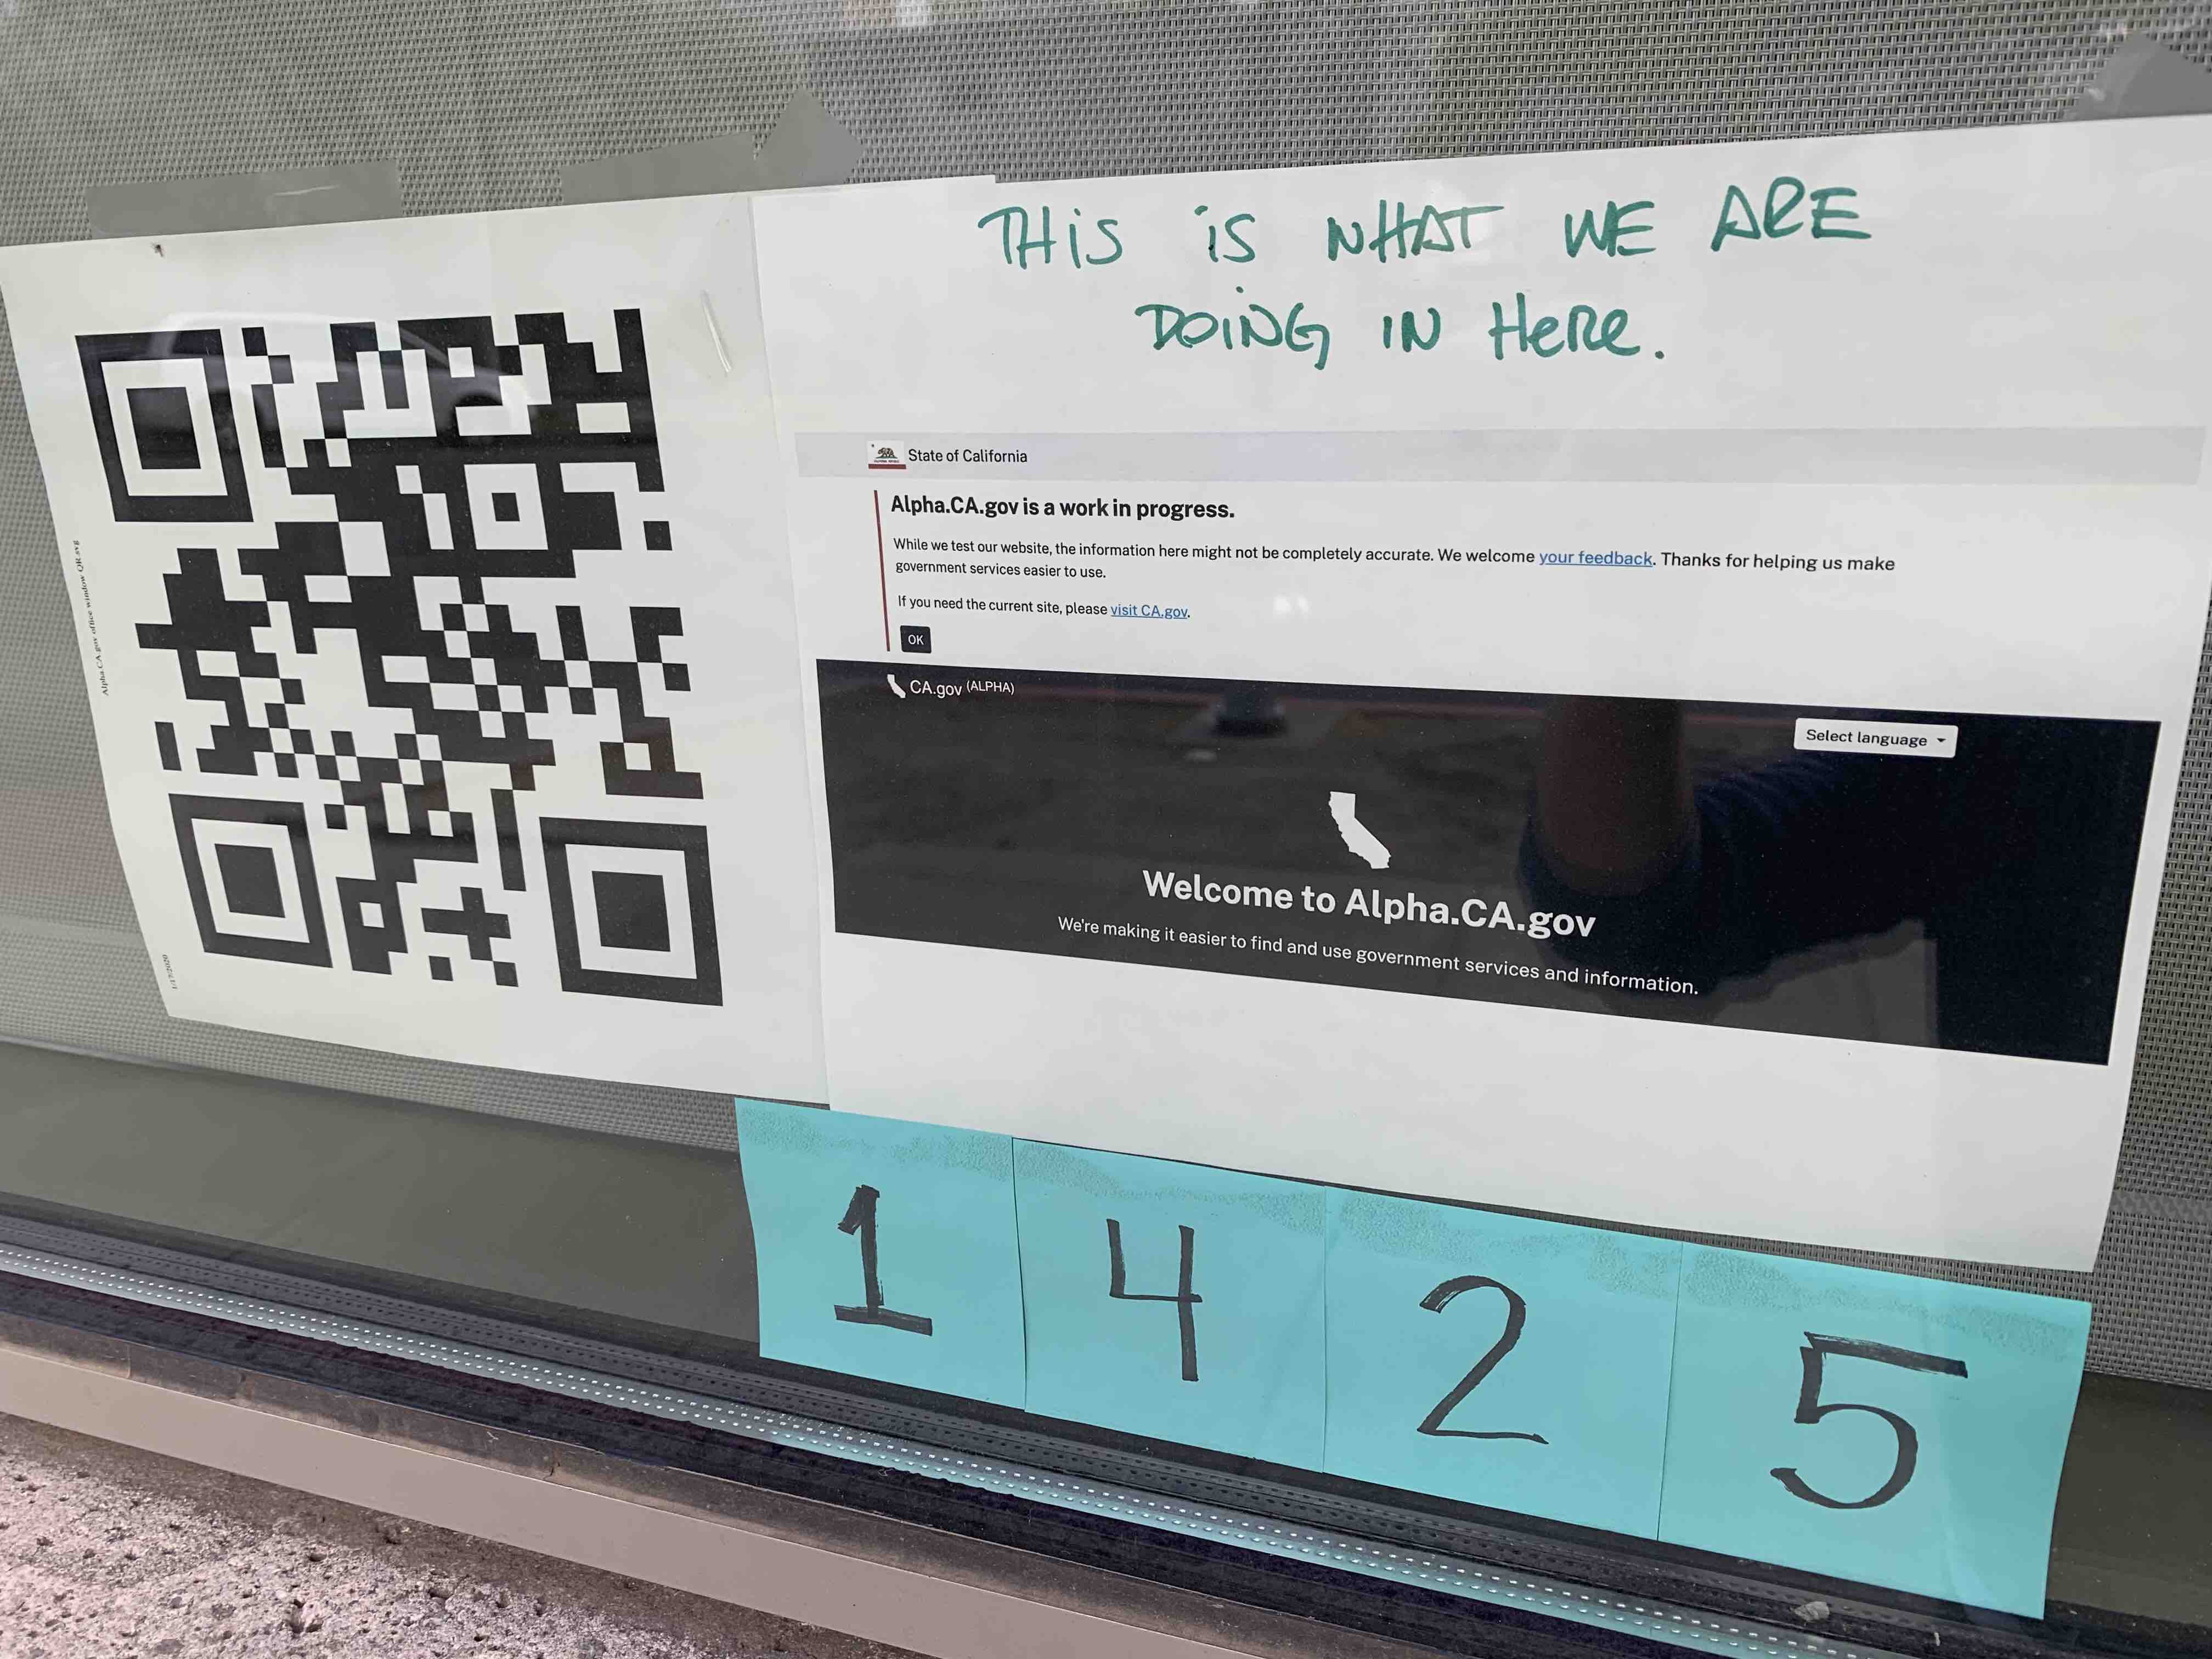 THIS IS WHAT WE ARE
DOING IN HERE.
Alpha.CA.gov office window QR.svg
1/17/2020
State of California
Alpha.CA.gov is a work in progress.
While we test our website, the information here might not be completely accurate. We welcome your feedback. Thanks for helping us make
government services easier to use.
If you need the current site, please visit CA.gov.
OK
CA.gov (ALPHA)
Select language
Welcome to Alpha.CA.gov
We're making it easier to find and use government services and information.
1 4 2 5